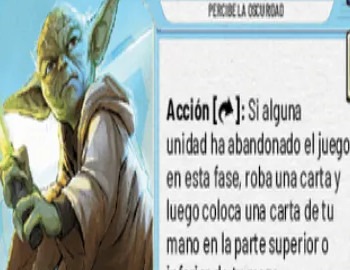 PERCIBE LA OSCURIDAD
Acción [↷]: Si alguna
unidad ha abandonado el juego
en esta fase, roba una carta y
luego coloca una carta de tu
mano en la parte superior o